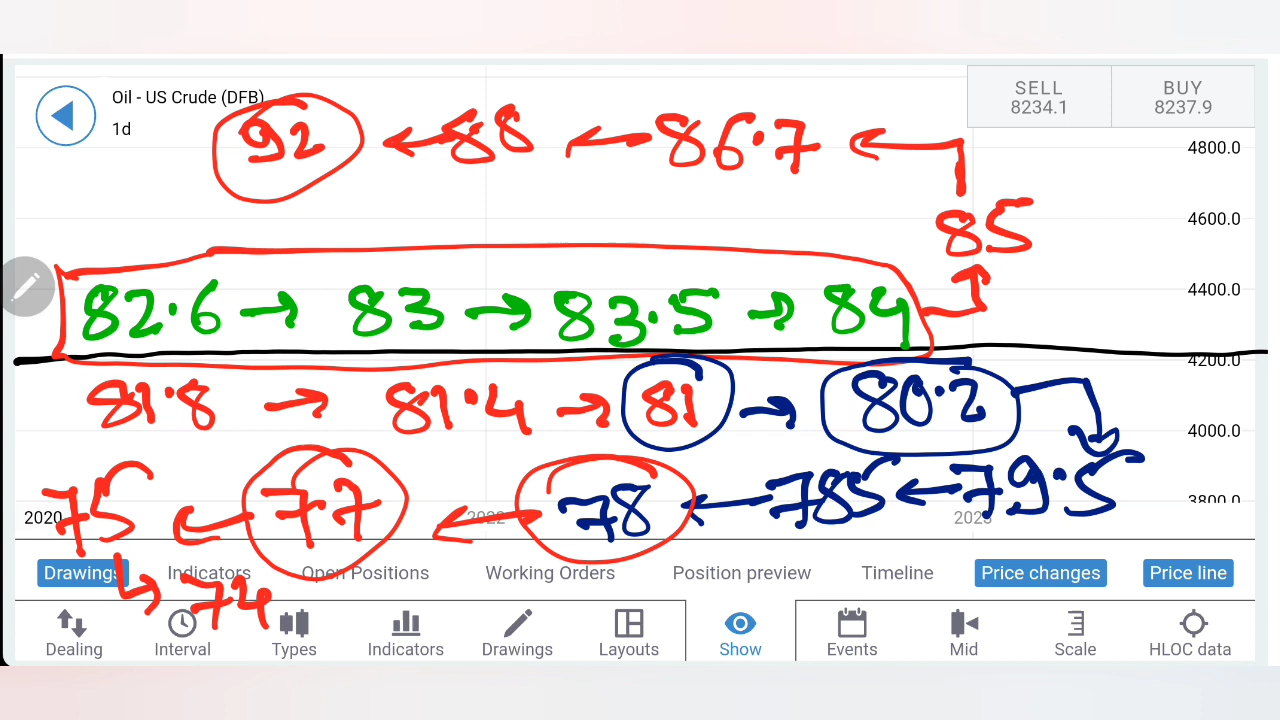 Oil - US Crude (DFB)
1d
SELL
8234.1
BUY
8237.9
92 ← 88 ← 86.7 ←
4800.0
4600.0
85
4400.0
82.6 → 83 → 83.5 → 84
4200.0
81.8 → 81.4 → 81 → 80.2
4000.0
75 ← 77 ← 78 ← 785 ← 79.5
3800.0
2020 2022 2023
Drawings Indicators Open Positions Working Orders Position preview Timeline Price changes Price line
↳ 74
Dealing Interval Types Indicators Drawings Layouts Show Events Mid Scale HLOC data